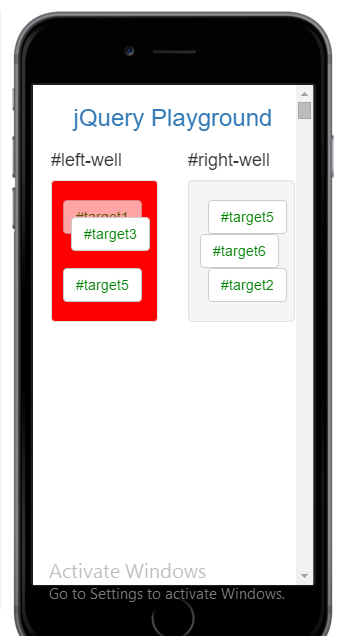 jQuery Playground
#left-well
#right-well
#target1
#target3
#target5
#target5
#target6
#target2
Activate Windows
Go to Settings to activate Windows.